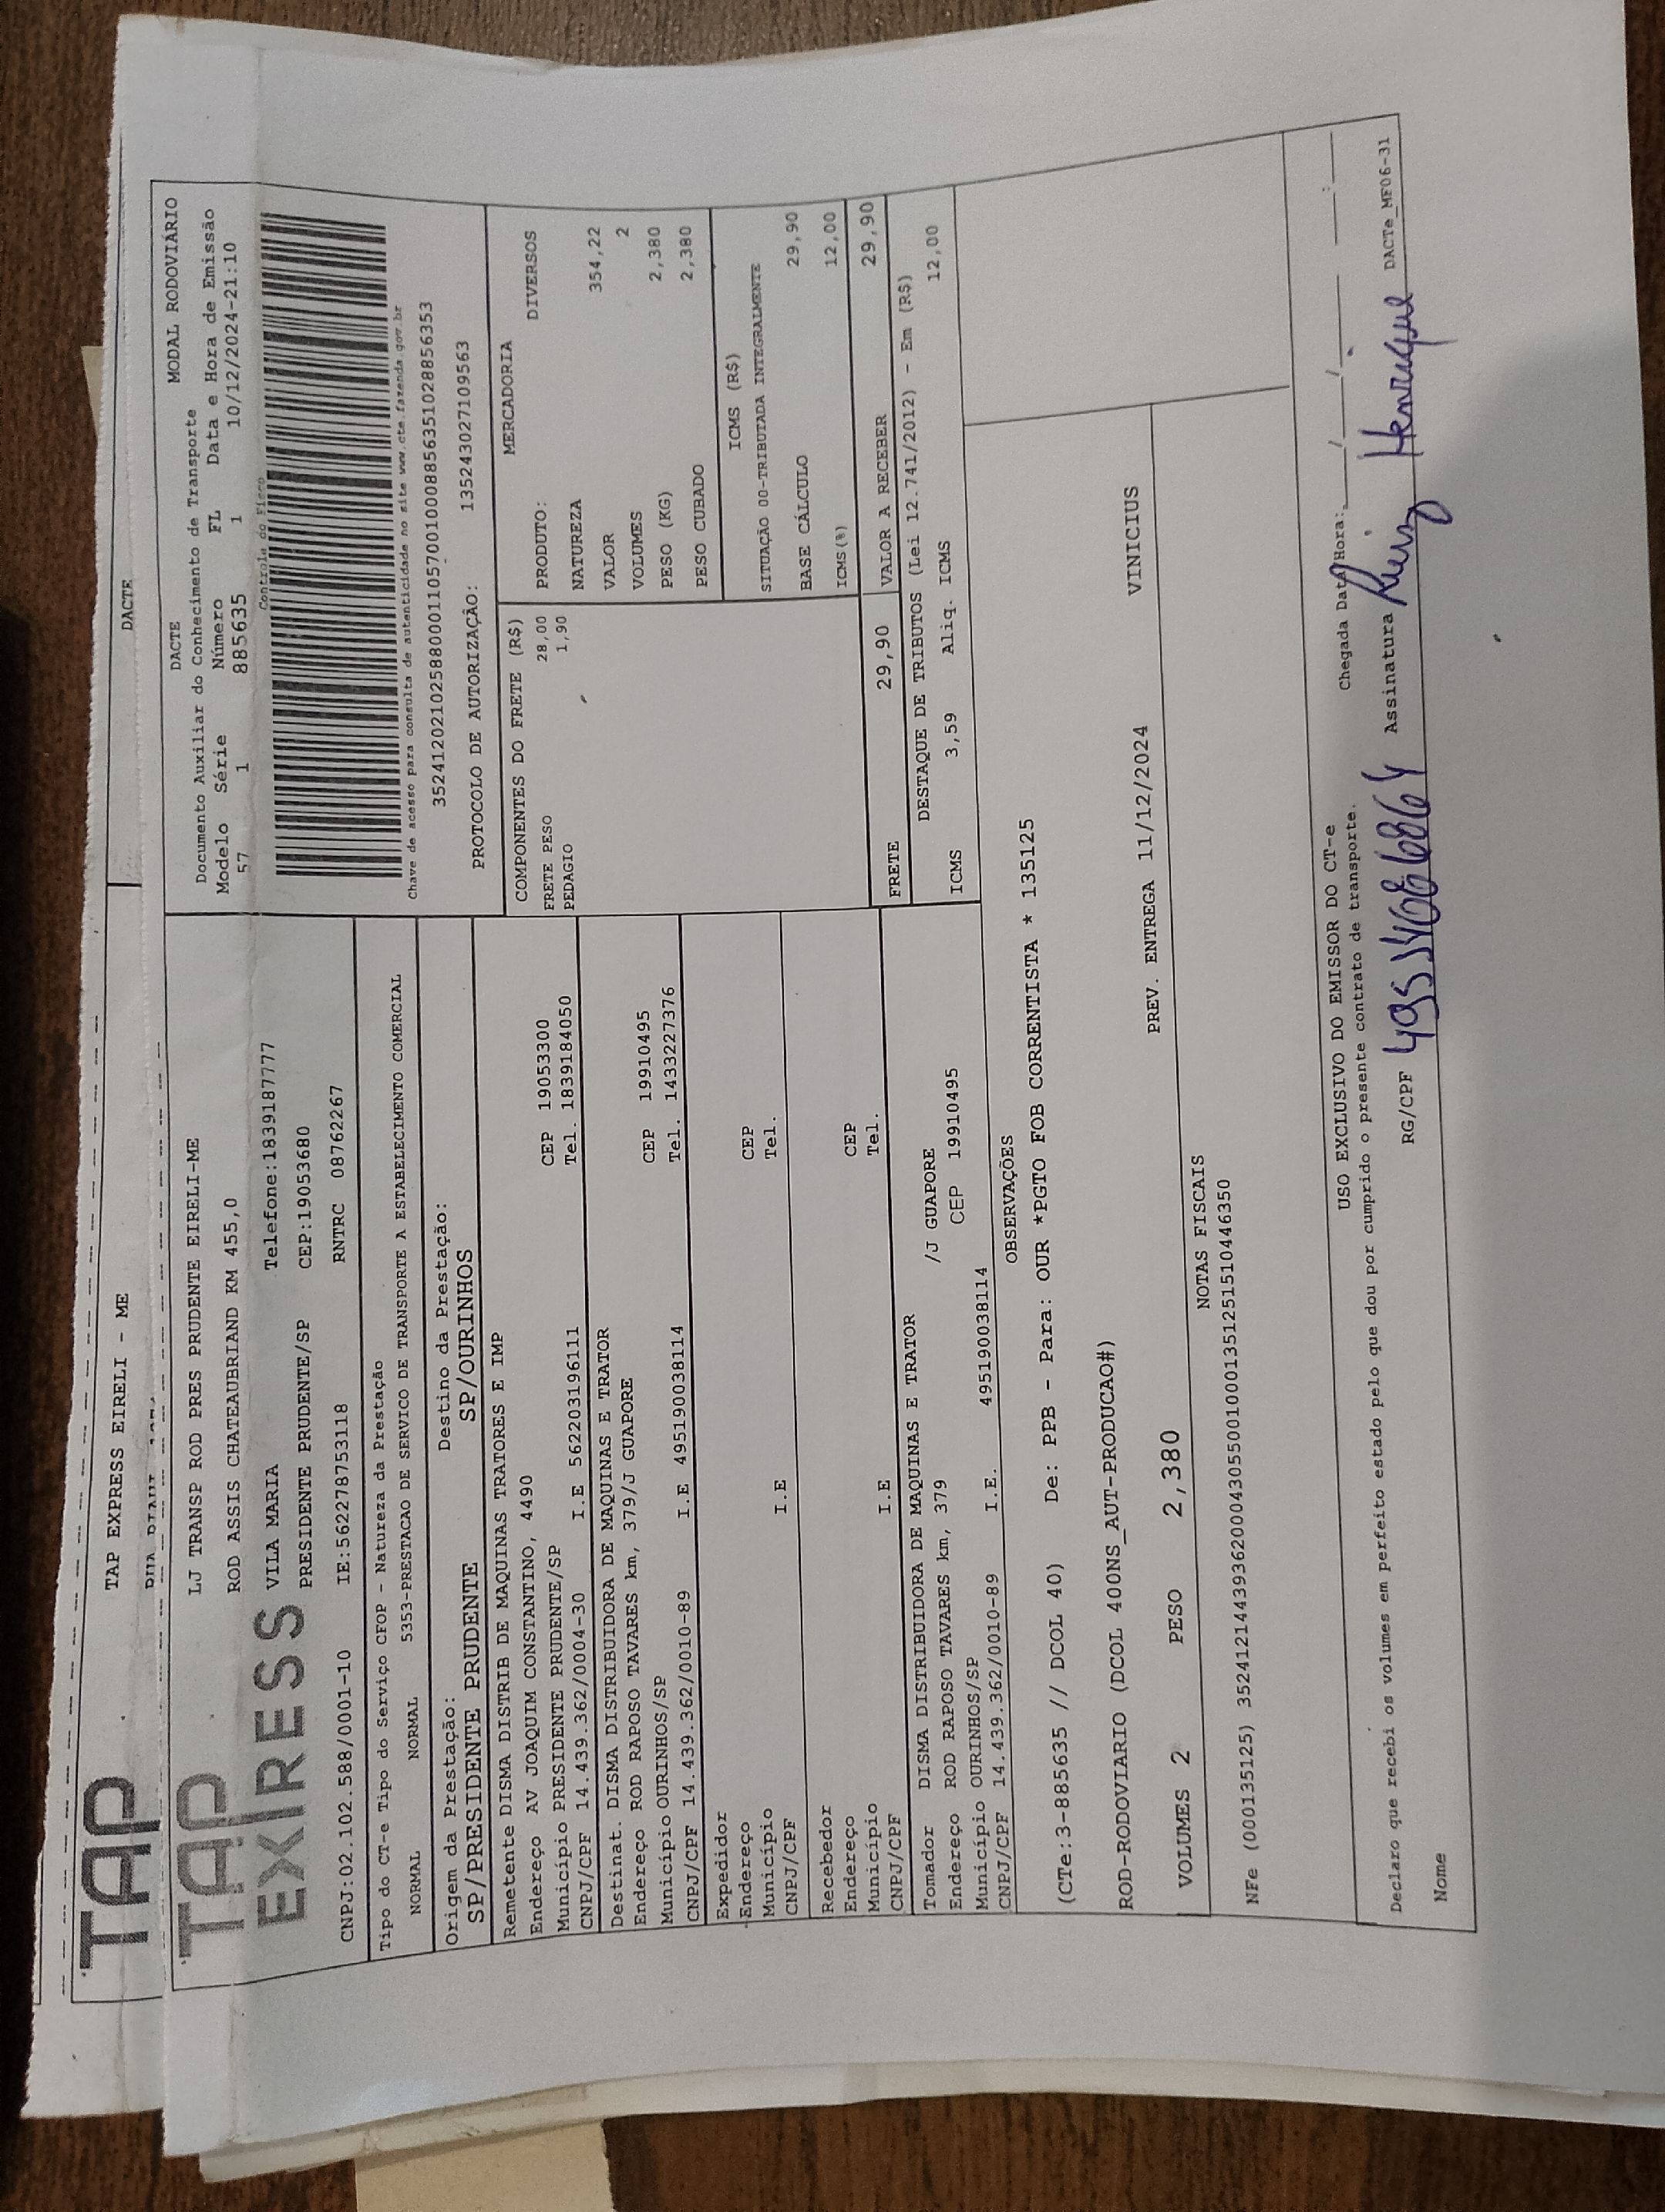 TAP
TAP EXPRESS EIRELI - ME
DACTE
TAP
EXPRESS
LJ TRANSP ROD PRES PRUDENTE EIRELI-ME
ROD ASSIS CHATEAUBRIAND KM 455,0
VILA MARIA Telefone:1839187777
PRESIDENTE PRUDENTE/SP CEP:19053680
CNPJ:02.102.588/0001-10 IE:562278753118 RNTRC 08762267
DACTE MODAL RODOVIÁRIO
Documento Auxiliar do Conhecimento de Transporte
Modelo Série Número FL Data e Hora de Emissão
57 1 885635 1 10/12/2024-21:10
Controle do Fisco
Chave de acesso para consulta de autenticidade no site www.cte.fazenda.gov.br
35241202102588000110570010008856351028856353
PROTOCOLO DE AUTORIZAÇÃO: 135243027109563
Tipo do CT-e Tipo do Serviço CFOP - Natureza da Prestação
NORMAL NORMAL 5353-PRESTACAO DE SERVICO DE TRANSPORTE A ESTABELECIMENTO COMERCIAL
Origem da Prestação: Destino da Prestação:
SP/PRESIDENTE PRUDENTE SP/OURINHOS
Remetente DISMA DISTRIB DE MAQUINAS TRATORES E IMP
Endereço AV JOAQUIM CONSTANTINO, 4490 CEP 19053300
Município PRESIDENTE PRUDENTE/SP Tel. 1839184050
CNPJ/CPF 14.439.362/0004-30 I.E 562203196111
Destinat. DISMA DISTRIBUIDORA DE MAQUINAS E TRATOR
Endereço ROD RAPOSO TAVARES km, 379/J GUAPORE CEP 19910495
Município OURINHOS/SP Tel. 1433227376
CNPJ/CPF 14.439.362/0010-89 I.E 495190038114
Expedidor
Endereço CEP
Município Tel.
CNPJ/CPF I.E
Recebedor
Endereço CEP
Município Tel.
CNPJ/CPF I.E
Tomador DISMA DISTRIBUIDORA DE MAQUINAS E TRATOR
Endereço ROD RAPOSO TAVARES km, 379 /J GUAPORE
Município OURINHOS/SP CEP 19910495
CNPJ/CPF 14.439.362/0010-89 I.E. 495190038114
COMPONENTES DO FRETE (R$)
FRETE PESO 28,00
PEDAGIO 1,90
MERCADORIA
PRODUTO: DIVERSOS
NATUREZA
VALOR 354,22
VOLUMES 2
PESO (KG) 2,380
PESO CUBADO 2,380
ICMS (R$)
SITUAÇÃO 00-TRIBUTADA INTEGRALMENTE
BASE CÁLCULO 29,90
ICMS(%) 12,00
FRETE 29,90 VALOR A RECEBER 29,90
DESTAQUE DE TRIBUTOS (Lei 12.741/2012) - Em (R$)
ICMS 3,59 Aliq. ICMS 12,00
OBSERVAÇÕES
(CTe:3-885635 // DCOL 40) De: PPB - Para: OUR *PGTO FOB CORRENTISTA * 135125
ROD-RODOVIARIO (DCOL 400NS_AUT-PRODUCAO#)
PREV. ENTREGA 11/12/2024 VINICIUS
VOLUMES 2 PESO 2,380
NOTAS FISCAIS
NFe (000135125) 35241214439362000430550010001351251510446350
USO EXCLUSIVO DO EMISSOR DO CT-e
Declaro que recebi os volumes em perfeito estado pelo que dou por cumprido o presente contrato de transporte.
Chegada Data/Hora: ___/___/___ ___:___
Nome RG/CPF Assinatura Henrique DACTe_MF06-31